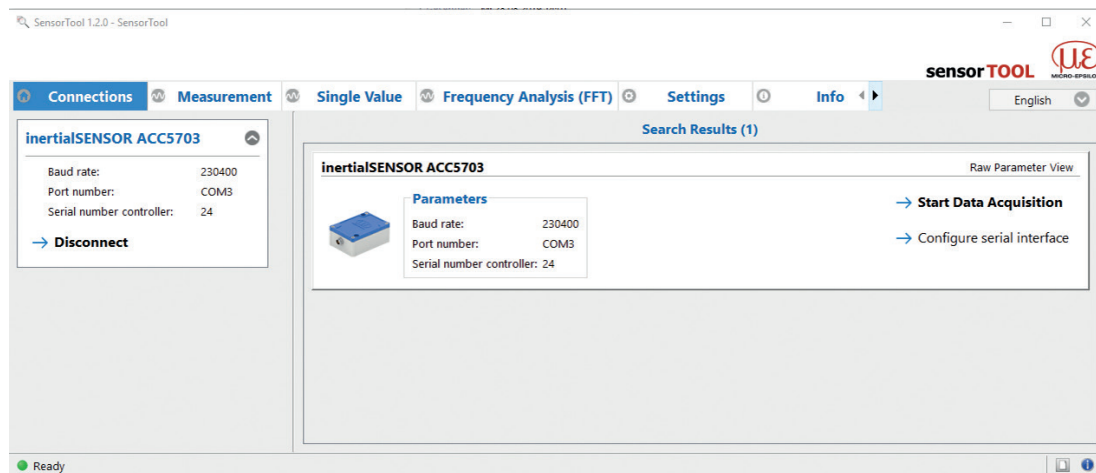 SensorTool 1.2.0 - SensorTool
sensorTOOL
Connections Measurement Single Value Frequency Analysis (FFT) Settings Info
English
inertialSENSOR ACC5703
Baud rate: 230400
Port number: COM3
Serial number controller: 24
Disconnect
Search Results (1)
inertialSENSOR ACC5703 Raw Parameter View
Parameters
Baud rate: 230400
Port number: COM3
Serial number controller: 24
Start Data Acquisition
Configure serial interface
Ready